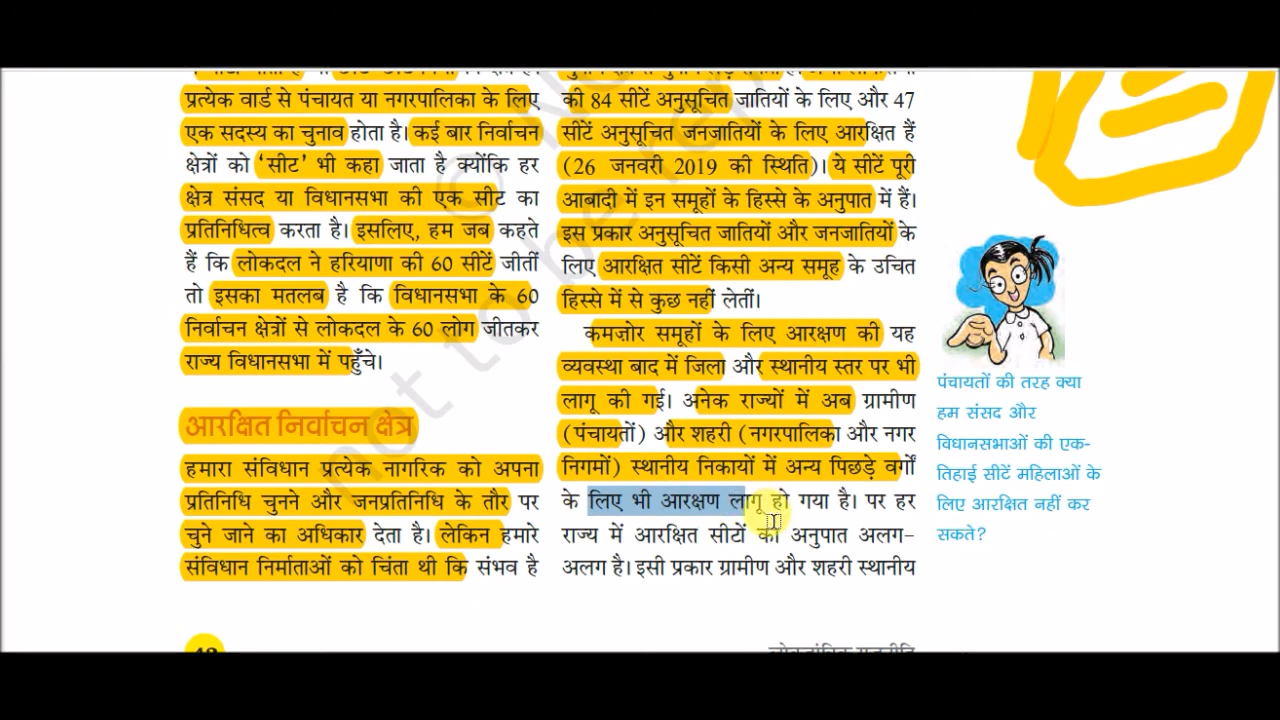 प्रत्येक वार्ड से पंचायत या नगरपालिका के लिए
एक सदस्य का चुनाव होता है। कई बार निर्वाचन
क्षेत्रों को ‘सीट’ भी कहा जाता है क्योंकि हर
क्षेत्र संसद या विधानसभा की एक सीट का
प्रतिनिधित्व करता है। इसलिए, हम जब कहते
हैं कि लोकदल ने हरियाणा की 60 सीटें जीतीं
तो इसका मतलब है कि विधानसभा के 60
निर्वाचन क्षेत्रों से लोकदल के 60 लोग जीतकर
राज्य विधानसभा में पहुँचे।
आरक्षित निर्वाचन क्षेत्र
हमारा संविधान प्रत्येक नागरिक को अपना
प्रतिनिधि चुनने और जनप्रतिनिधि के तौर पर
चुने जाने का अधिकार देता है। लेकिन हमारे
संविधान निर्माताओं को चिंता थी कि संभव है
की 84 सीटें अनुसूचित जातियों के लिए और 47
सीटें अनुसूचित जनजातियों के लिए आरक्षित हैं
(26 जनवरी 2019 की स्थिति)। ये सीटें पूरी
आबादी में इन समूहों के हिस्से के अनुपात में हैं।
इस प्रकार अनुसूचित जातियों और जनजातियों के
लिए आरक्षित सीटें किसी अन्य समूह के उचित
हिस्से में से कुछ नहीं लेतीं।
कमज़ोर समूहों के लिए आरक्षण की यह
व्यवस्था बाद में जिला और स्थानीय स्तर पर भी
लागू की गई। अनेक राज्यों में अब ग्रामीण
(पंचायतों) और शहरी (नगरपालिका और नगर
निगमों) स्थानीय निकायों में अन्य पिछड़े वर्गों
के लिए भी आरक्षण लागू हो गया है। पर हर
राज्य में आरक्षित सीटों का अनुपात अलग-
अलग है। इसी प्रकार ग्रामीण और शहरी स्थानीय
पंचायतों की तरह क्या
हम संसद और
विधानसभाओं की एक-
तिहाई सीटें महिलाओं के
लिए आरक्षित नहीं कर
सकते?
not to be re